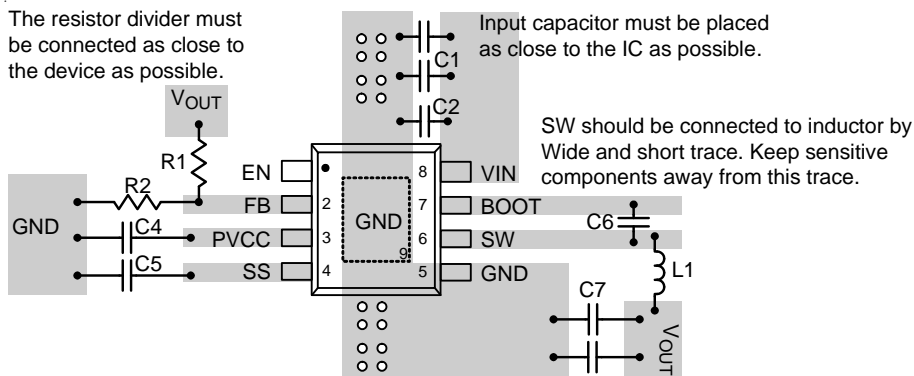 The resistor divider must
be connected as close to
the device as possible.
Input capacitor must be placed
as close to the IC as possible.
C1
C2
VOUT
R1
SW should be connected to inductor by
Wide and short trace. Keep sensitive
components away from this trace.
EN
8
VIN
R2
FB
2
7
BOOT
GND
C4
PVCC
3
GND
6
SW
C6
9
C5
SS
4
5
GND
L1
C7
VOUT